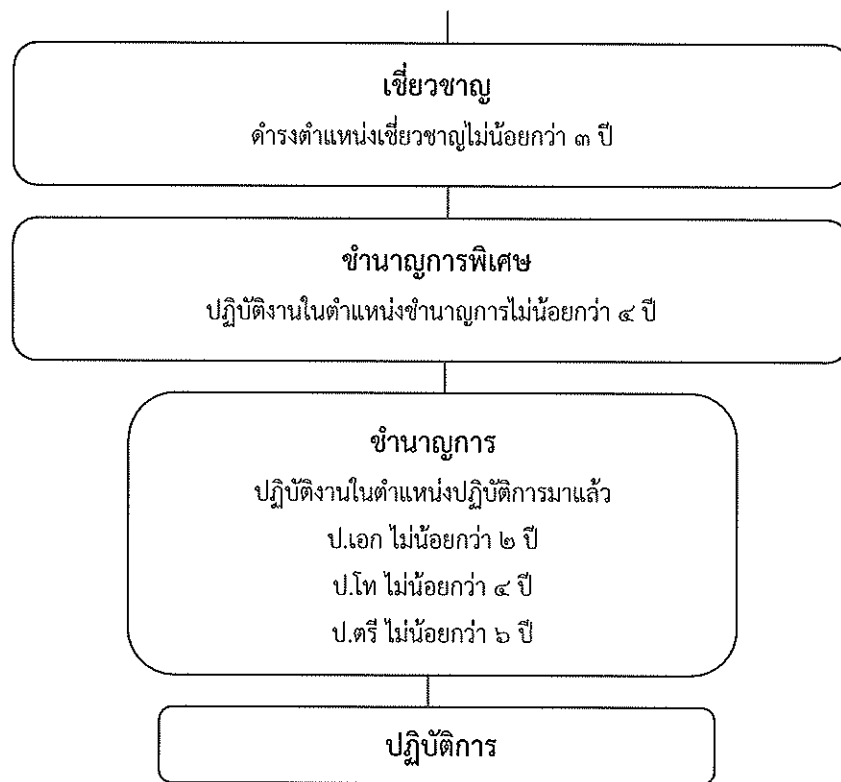 เชี่ยวชาญ
ดำรงตำแหน่งเชี่ยวชาญไม่น้อยกว่า ๓ ปี
ชำนาญการพิเศษ
ปฏิบัติงานในตำแหน่งชำนาญการไม่น้อยกว่า ๔ ปี
ชำนาญการ
ปฏิบัติงานในตำแหน่งปฏิบัติการมาแล้ว
ป.เอก ไม่น้อยกว่า ๒ ปี
ป.โท ไม่น้อยกว่า ๔ ปี
ป.ตรี ไม่น้อยกว่า ๖ ปี
ปฏิบัติการ